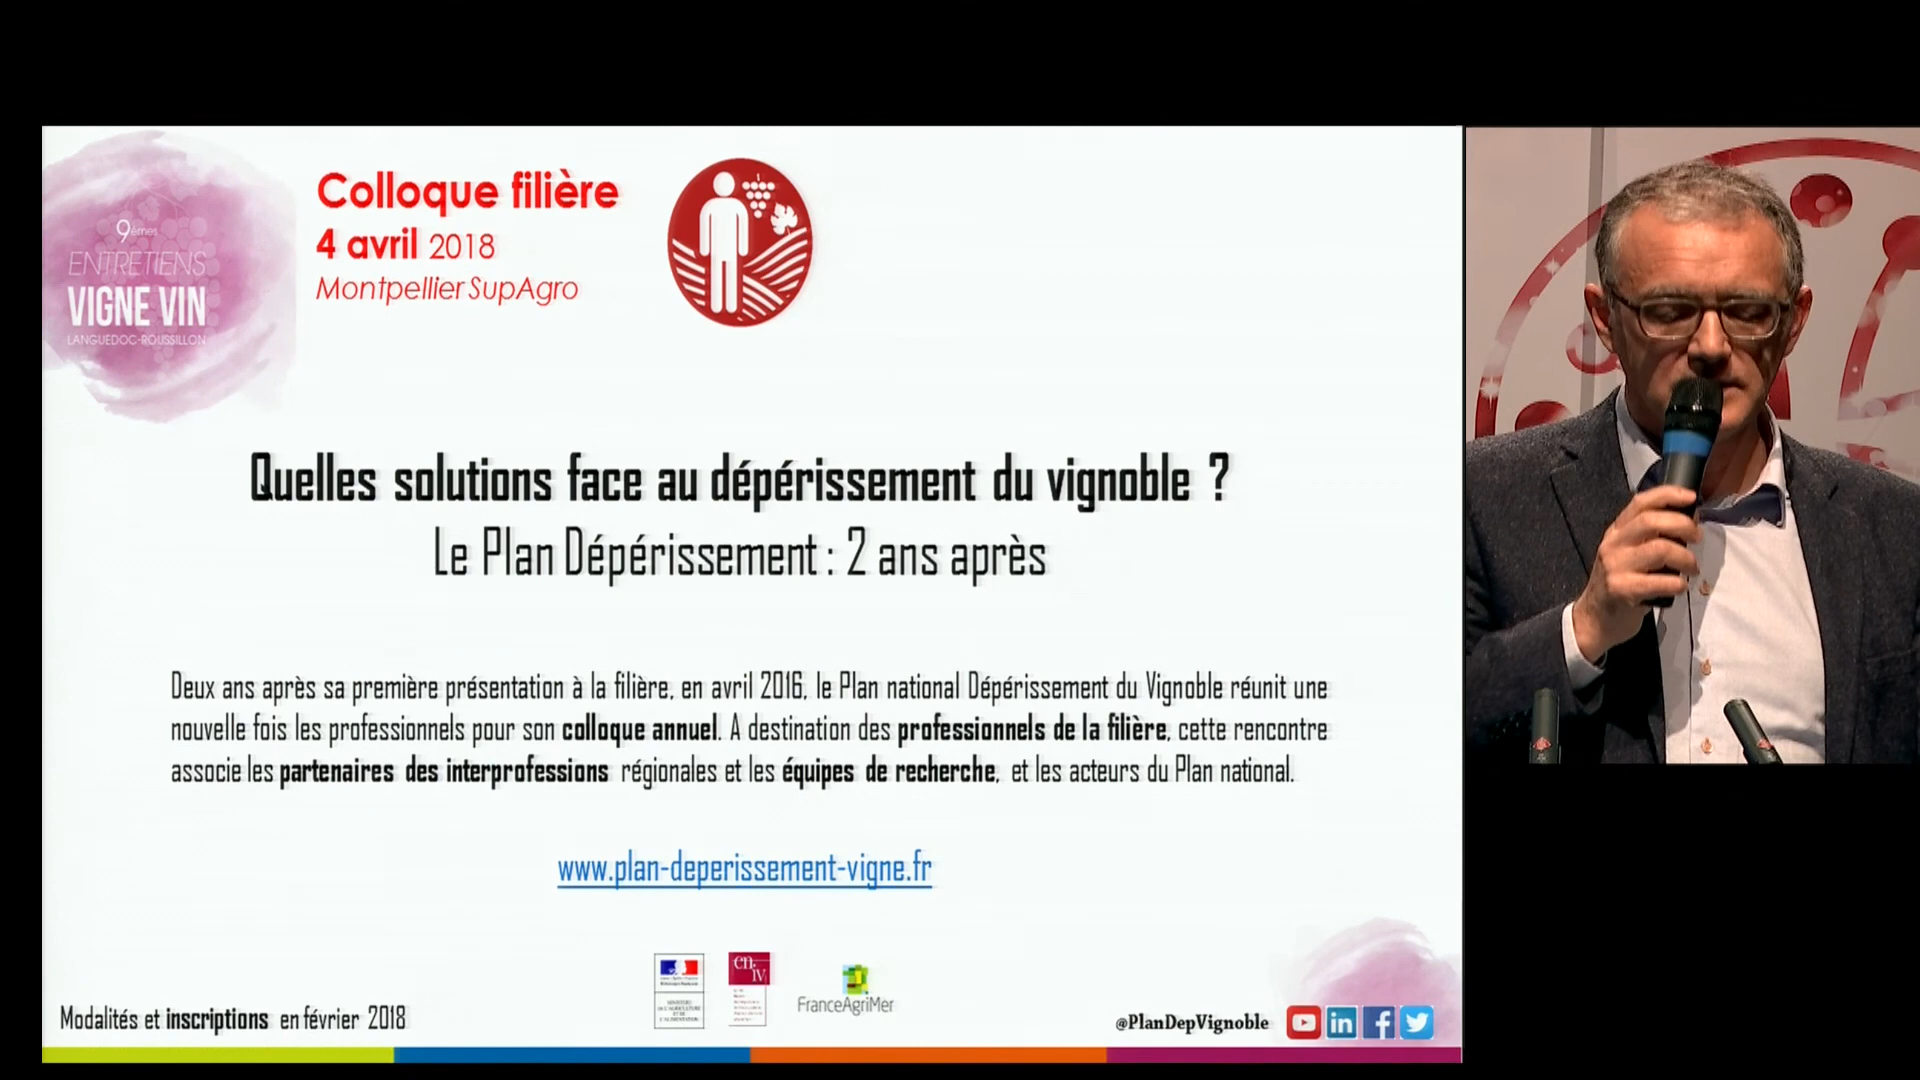 9èmes
ENTRETIENS
VIGNE VIN
LANGUEDOC-ROUSSILLON
Colloque filière
4 avril 2018
Montpellier SupAgro
Quelles solutions face au dépérissement du vignoble ?
Le Plan Dépérissement : 2 ans après
Deux ans après sa première présentation à la filière, en avril 2016, le Plan national Dépérissement du Vignoble réunit une
nouvelle fois les professionnels pour son colloque annuel. A destination des professionnels de la filière, cette rencontre
associe les partenaires des interprofessions régionales et les équipes de recherche, et les acteurs du Plan national.
www.plan-deperissement-vigne.fr
FranceAgriMer
Modalités et inscriptions en février 2018
@PlanDepVignoble